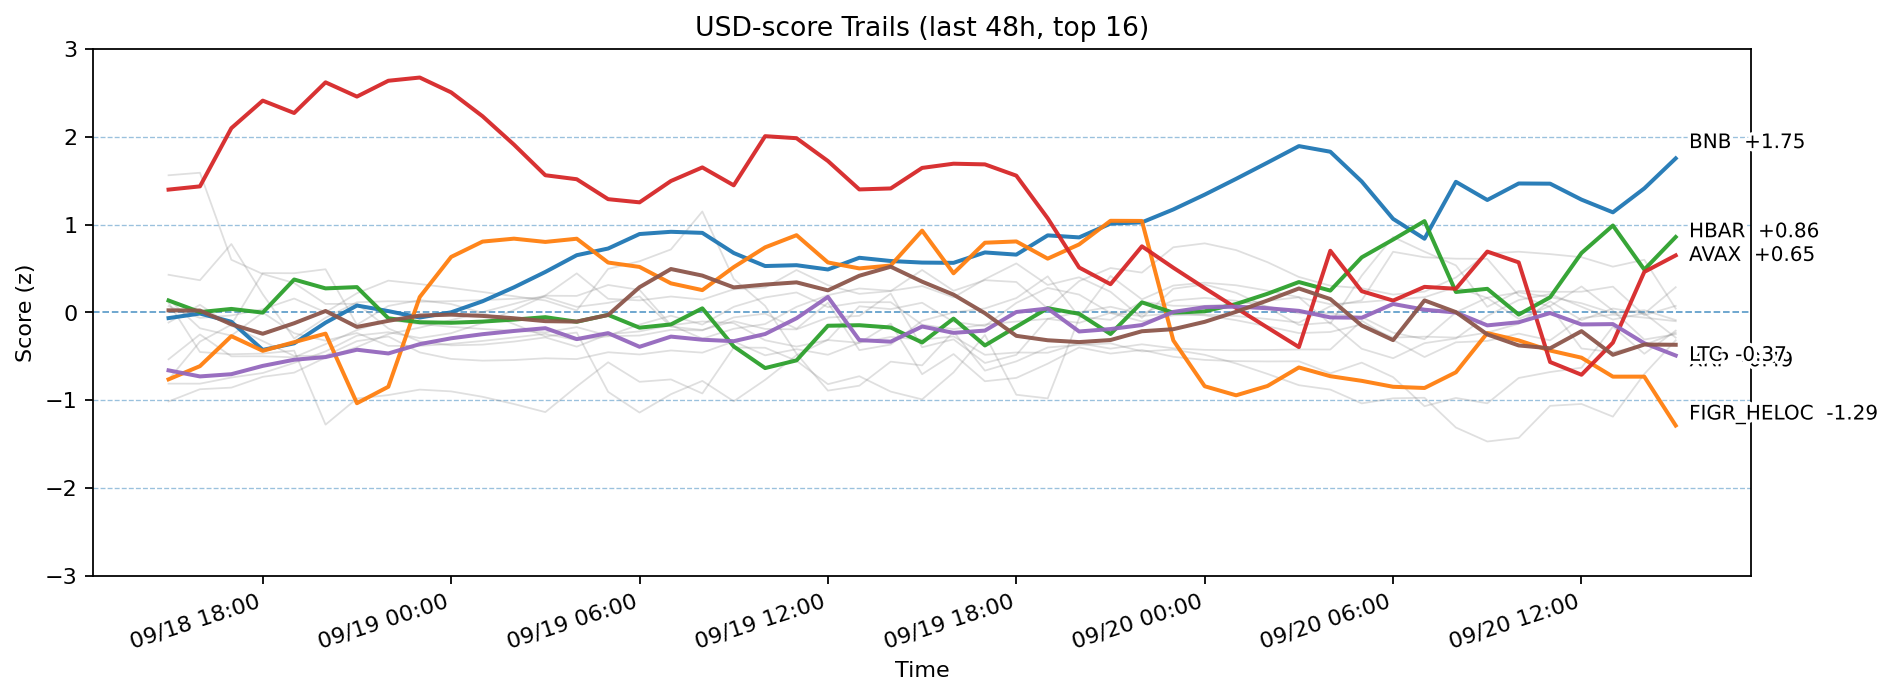 USD-score Trails (last 48h, top 16)
Score (z)
3
2
1
0
−1
−2
−3
BNB +1.75
HBAR +0.86
AVAX +0.65
LTC -0.37
FIGR_HELOC -1.29
09/18 18:00
09/19 00:00
09/19 06:00
09/19 12:00
09/19 18:00
09/20 00:00
09/20 06:00
09/20 12:00
Time